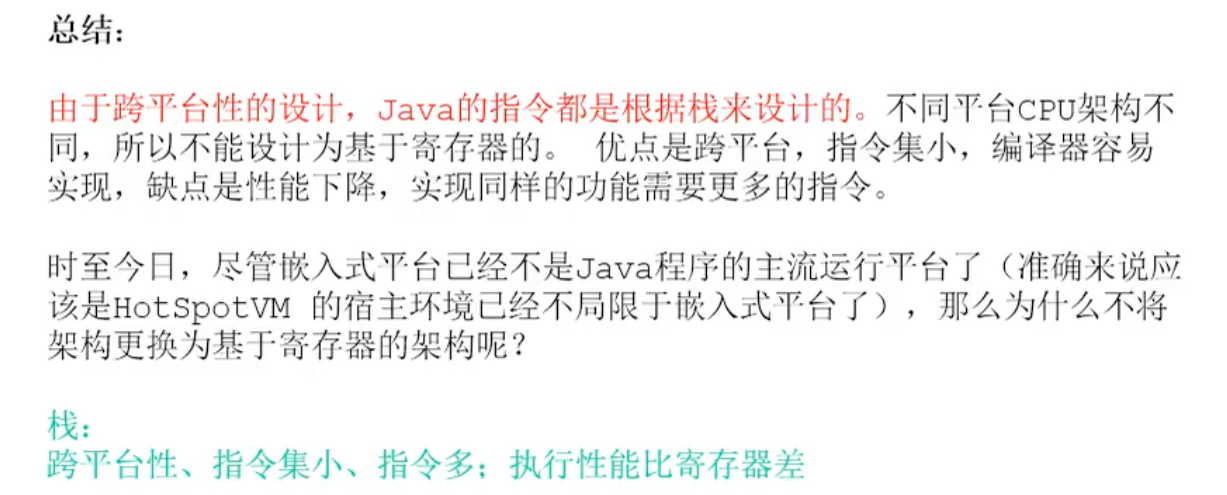 总结：
由于跨平台性的设计，Java的指令都是根据栈来设计的。不同平台CPU架构不
同，所以不能设计为基于寄存器的。 优点是跨平台，指令集小，编译器容易
实现，缺点是性能下降，实现同样的功能需要更多的指令。
时至今日，尽管嵌入式平台已经不是Java程序的主流运行平台了（准确来说应
该是HotSpotVM 的宿主环境已经不局限于嵌入式平台了），那么为什么不将
架构更换为基于寄存器的架构呢？
栈：
跨平台性、指令集小、指令多；执行性能比寄存器差